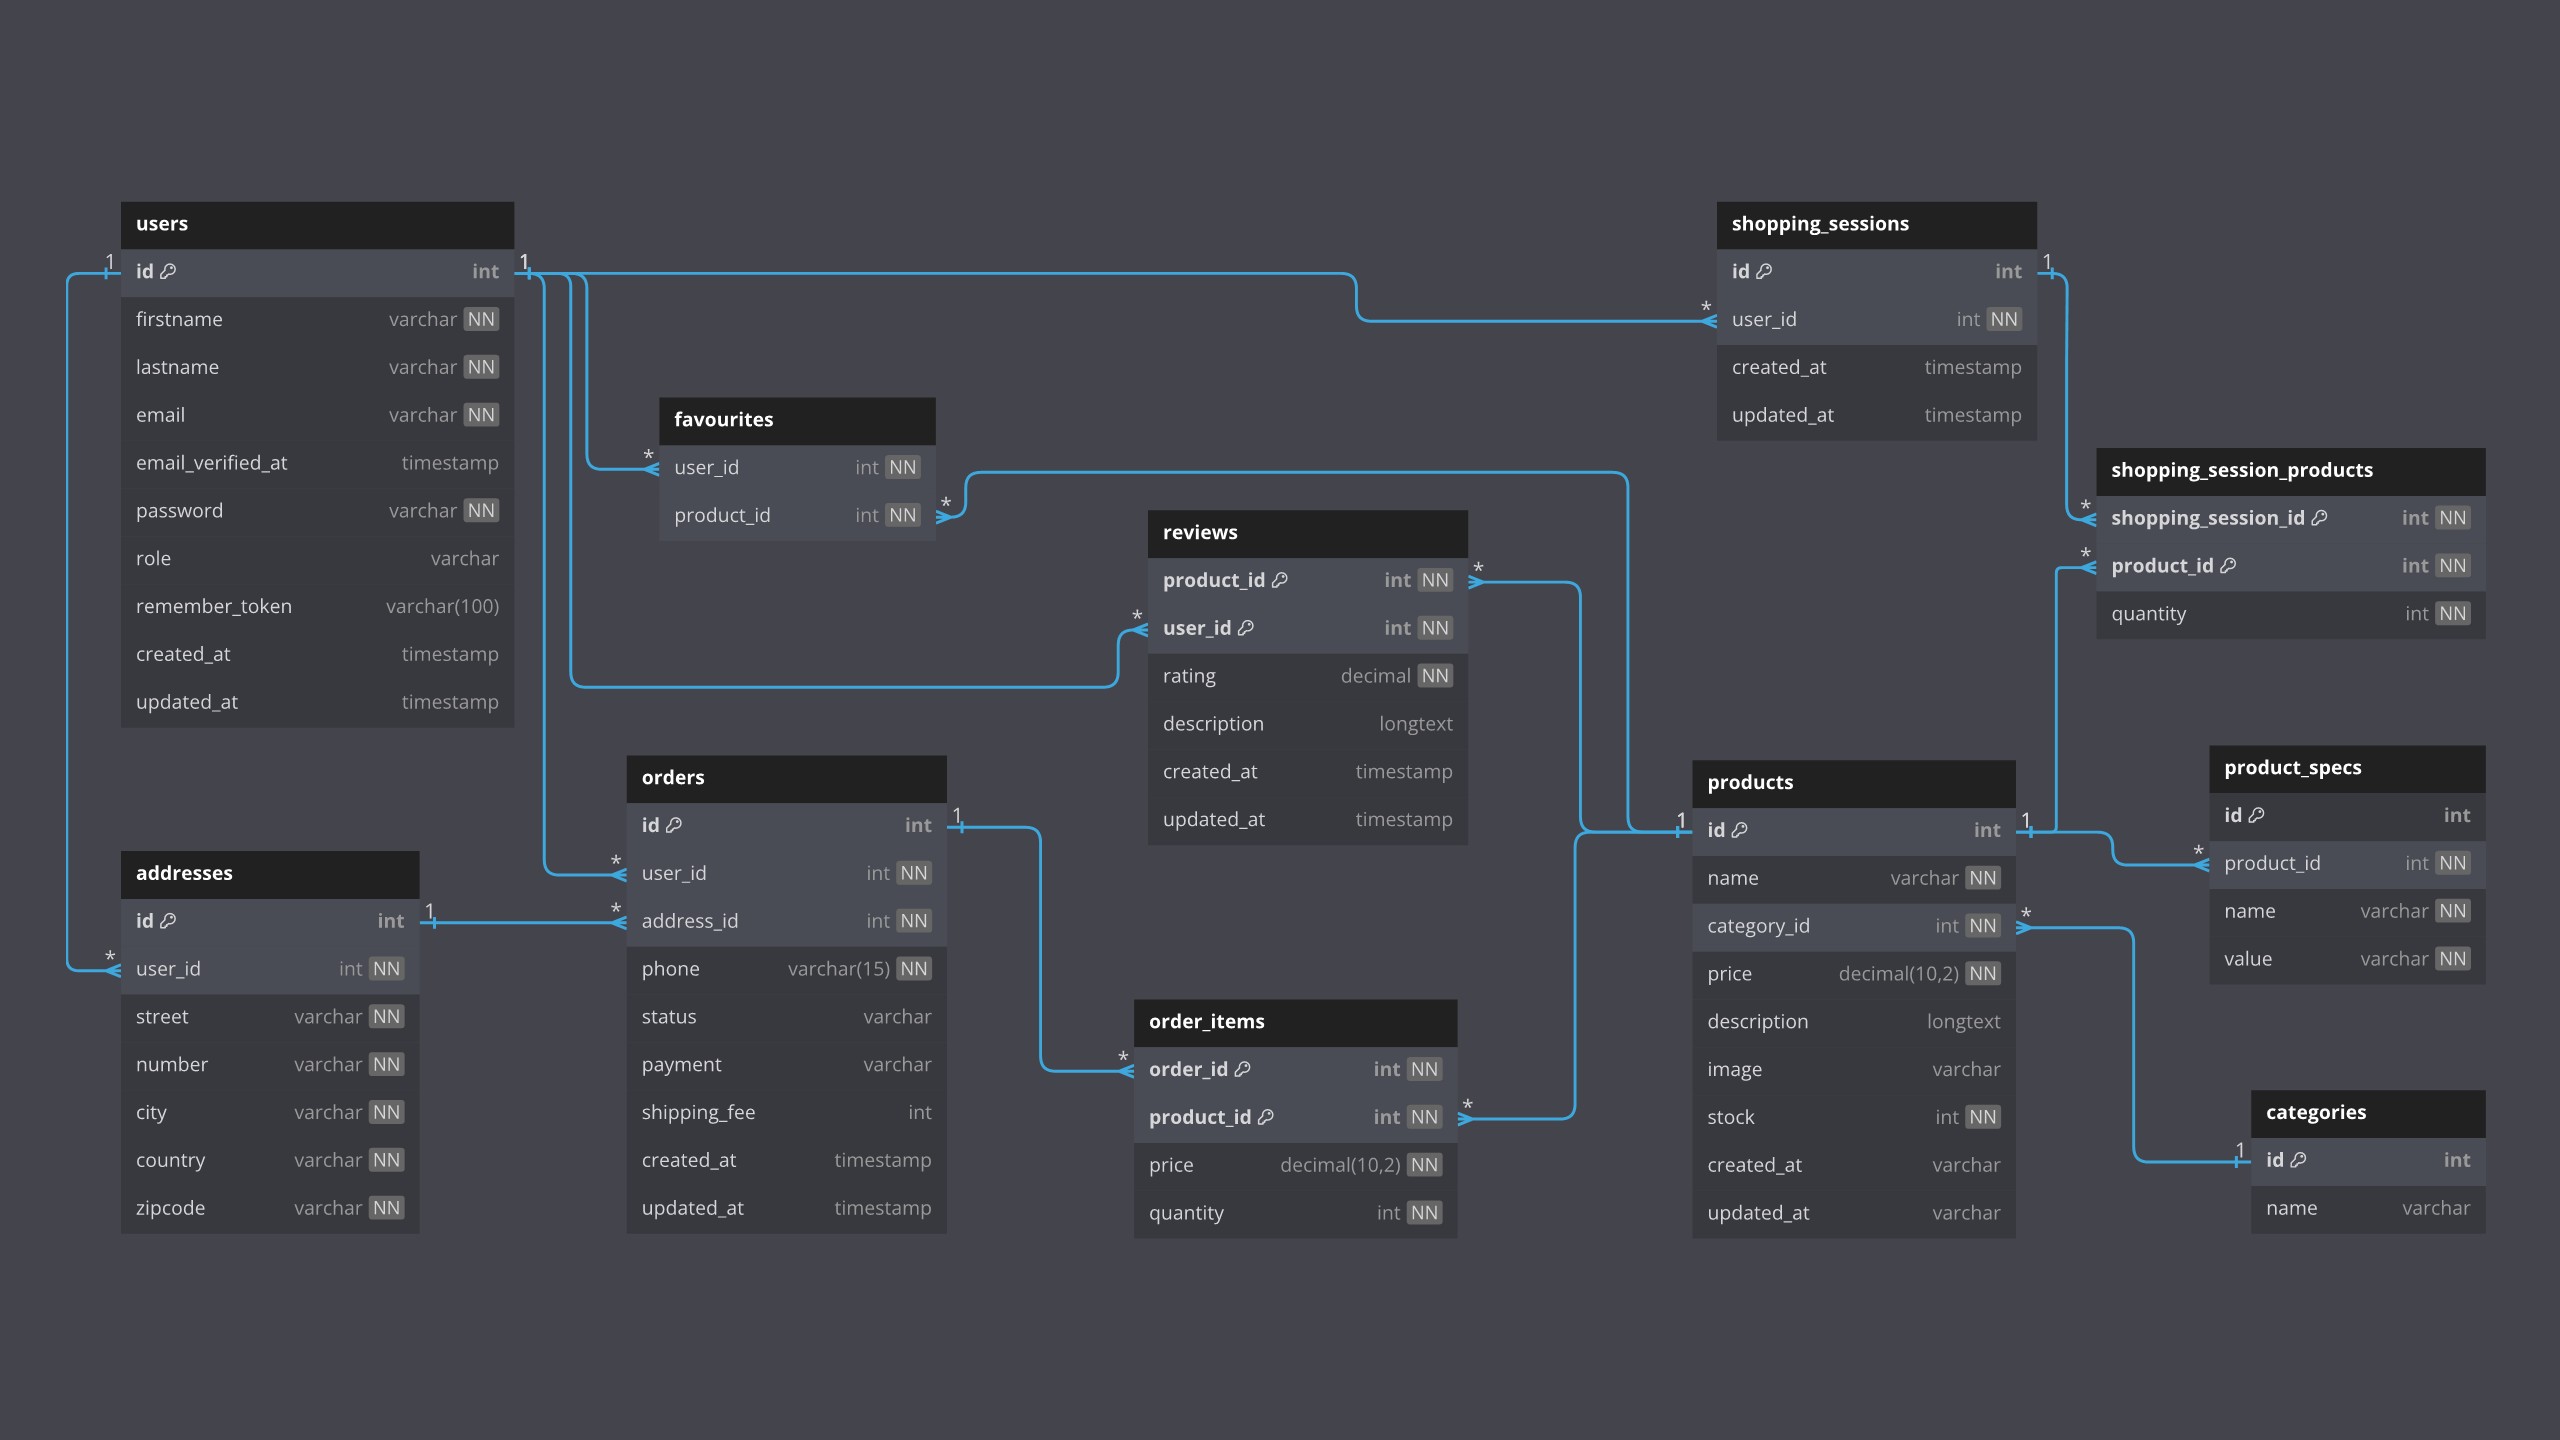 users
id int
firstname varchar NN
lastname varchar NN
email varchar NN
email_verified_at timestamp
password varchar NN
role varchar
remember_token varchar(100)
created_at timestamp
updated_at timestamp
1
1
addresses
id int
user_id int NN
street varchar NN
number varchar NN
city varchar NN
country varchar NN
zipcode varchar NN
*
1
favourites
user_id int NN
product_id int NN
*
*
orders
id int
user_id int NN
address_id int NN
phone varchar(15) NN
status varchar
payment varchar
shipping_fee int
created_at timestamp
updated_at timestamp
1
*
*
reviews
product_id int NN
user_id int NN
rating decimal NN
description longtext
created_at timestamp
updated_at timestamp
*
*
order_items
order_id int NN
product_id int NN
price decimal(10,2) NN
quantity int NN
*
*
shopping_sessions
id int
user_id int NN
created_at timestamp
updated_at timestamp
1
*
shopping_session_products
shopping_session_id int NN
product_id int NN
quantity int NN
*
*
products
id int
name varchar NN
category_id int NN
price decimal(10,2) NN
description longtext
image varchar
stock int NN
created_at varchar
updated_at varchar
1
1
*
product_specs
id int
product_id int NN
name varchar NN
value varchar NN
*
categories
id int
name varchar
1